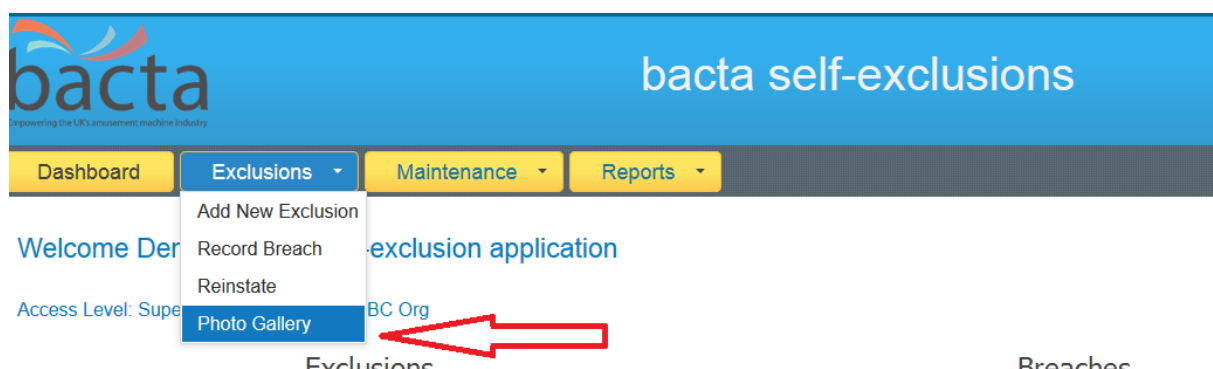 bacta
Empowering the UK's amusement machine industry
bacta self-exclusions
Dashboard Exclusions Maintenance Reports
Add New Exclusion
Record Breach
Reinstate
Photo Gallery
Welcome Der -exclusion application
Access Level: Supe BC Org
Exclusions Breaches